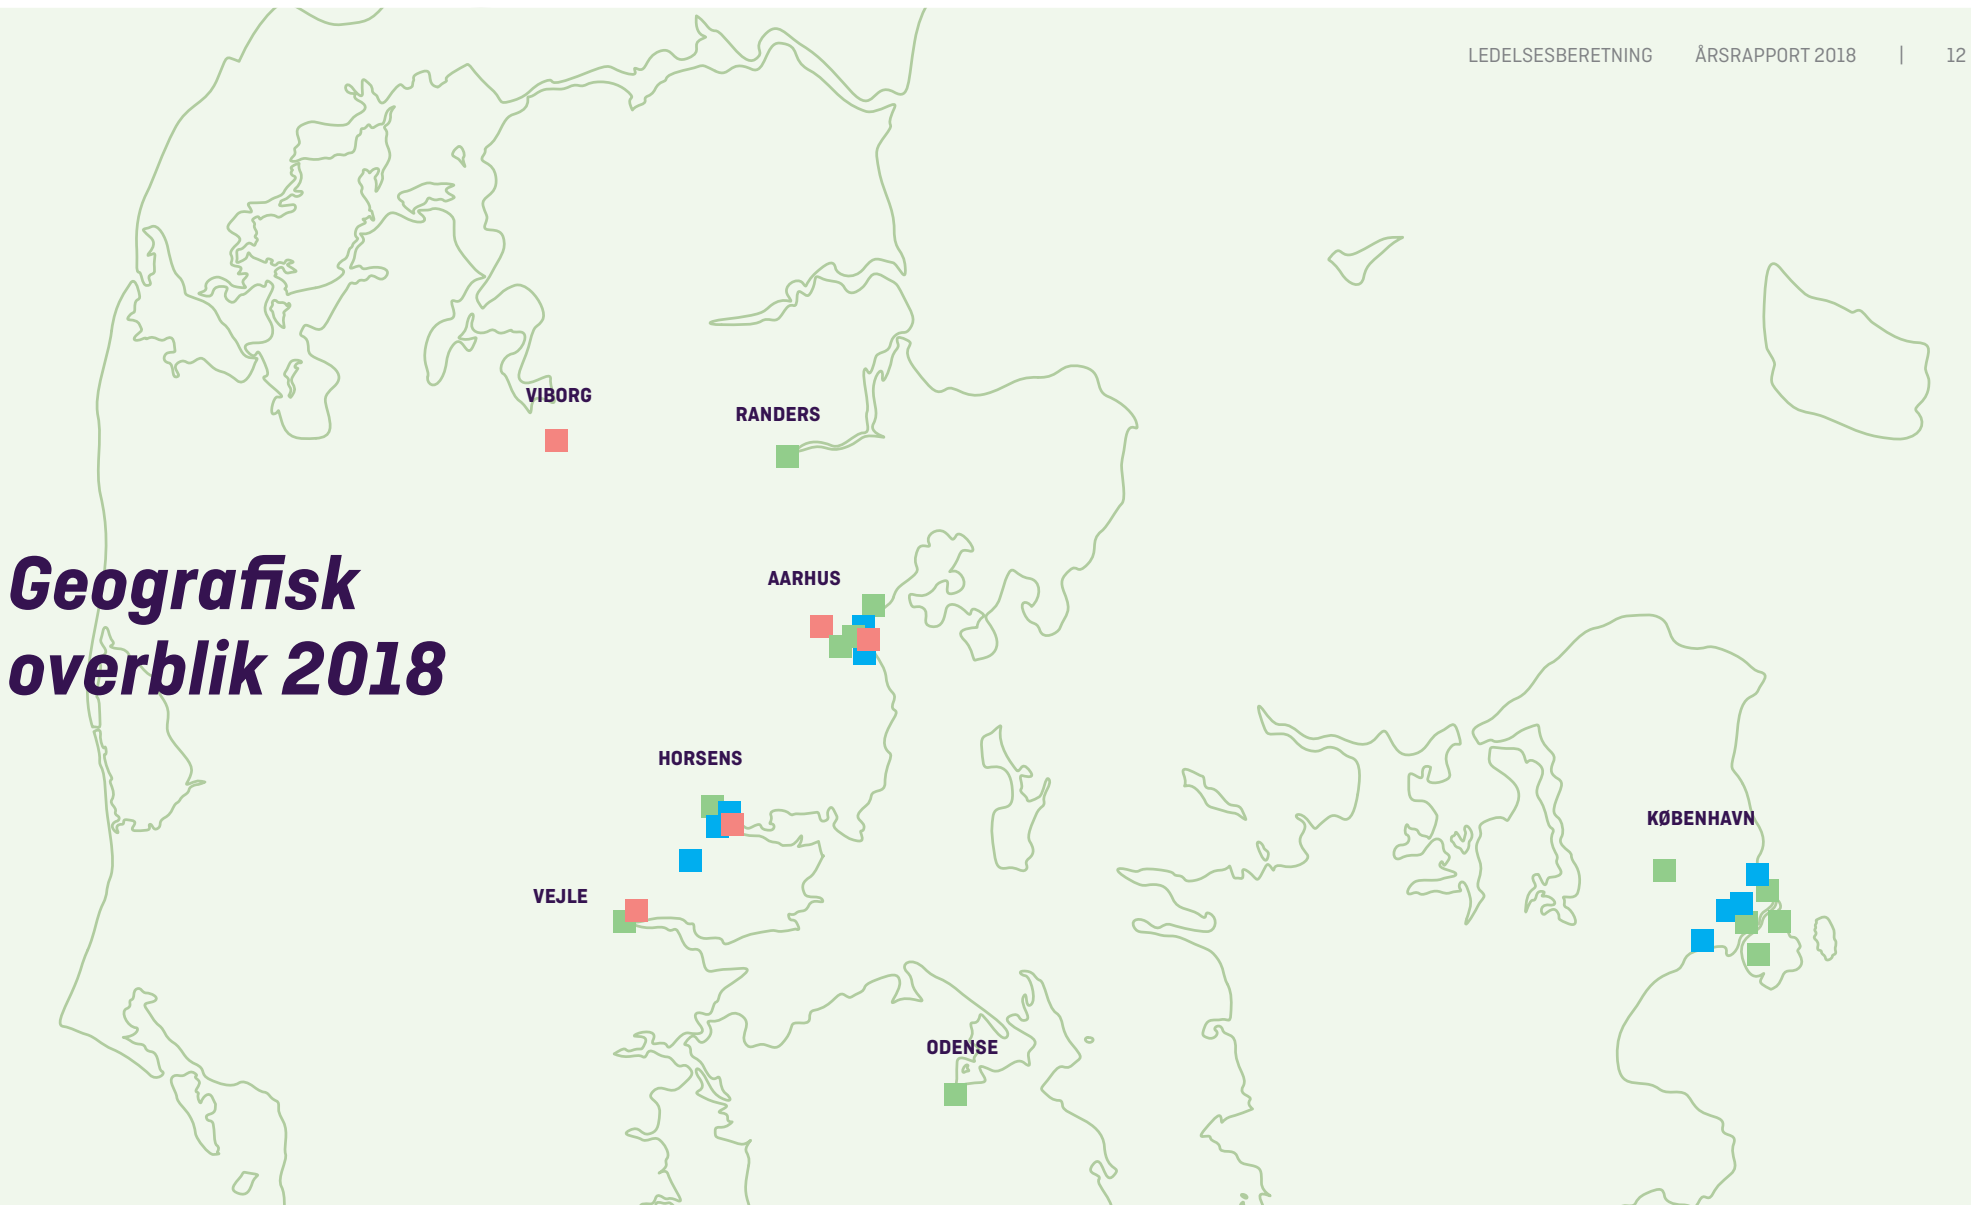 LEDELSESBERETNING ÅRSRAPPORT 2018 | 12
VIBORG
RANDERS
Geografisk
overblik 2018
AARHUS
HORSENS
KØBENHAVN
VEJLE
ODENSE